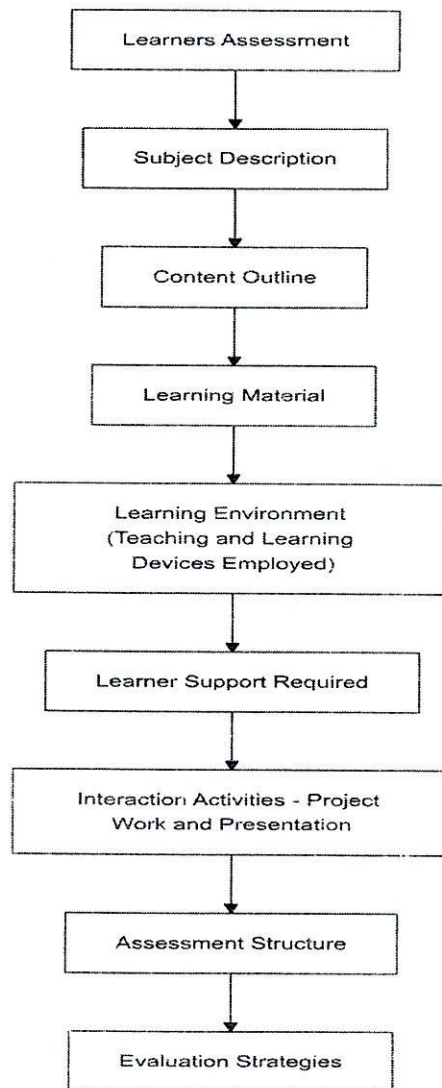 Learners Assessment
Subject Description
Content Outline
Learning Material
Learning Environment
(Teaching and Learning
Devices Employed)
Learner Support Required
Interaction Activities - Project
Work and Presentation
Assessment Structure
Evaluation Strategies